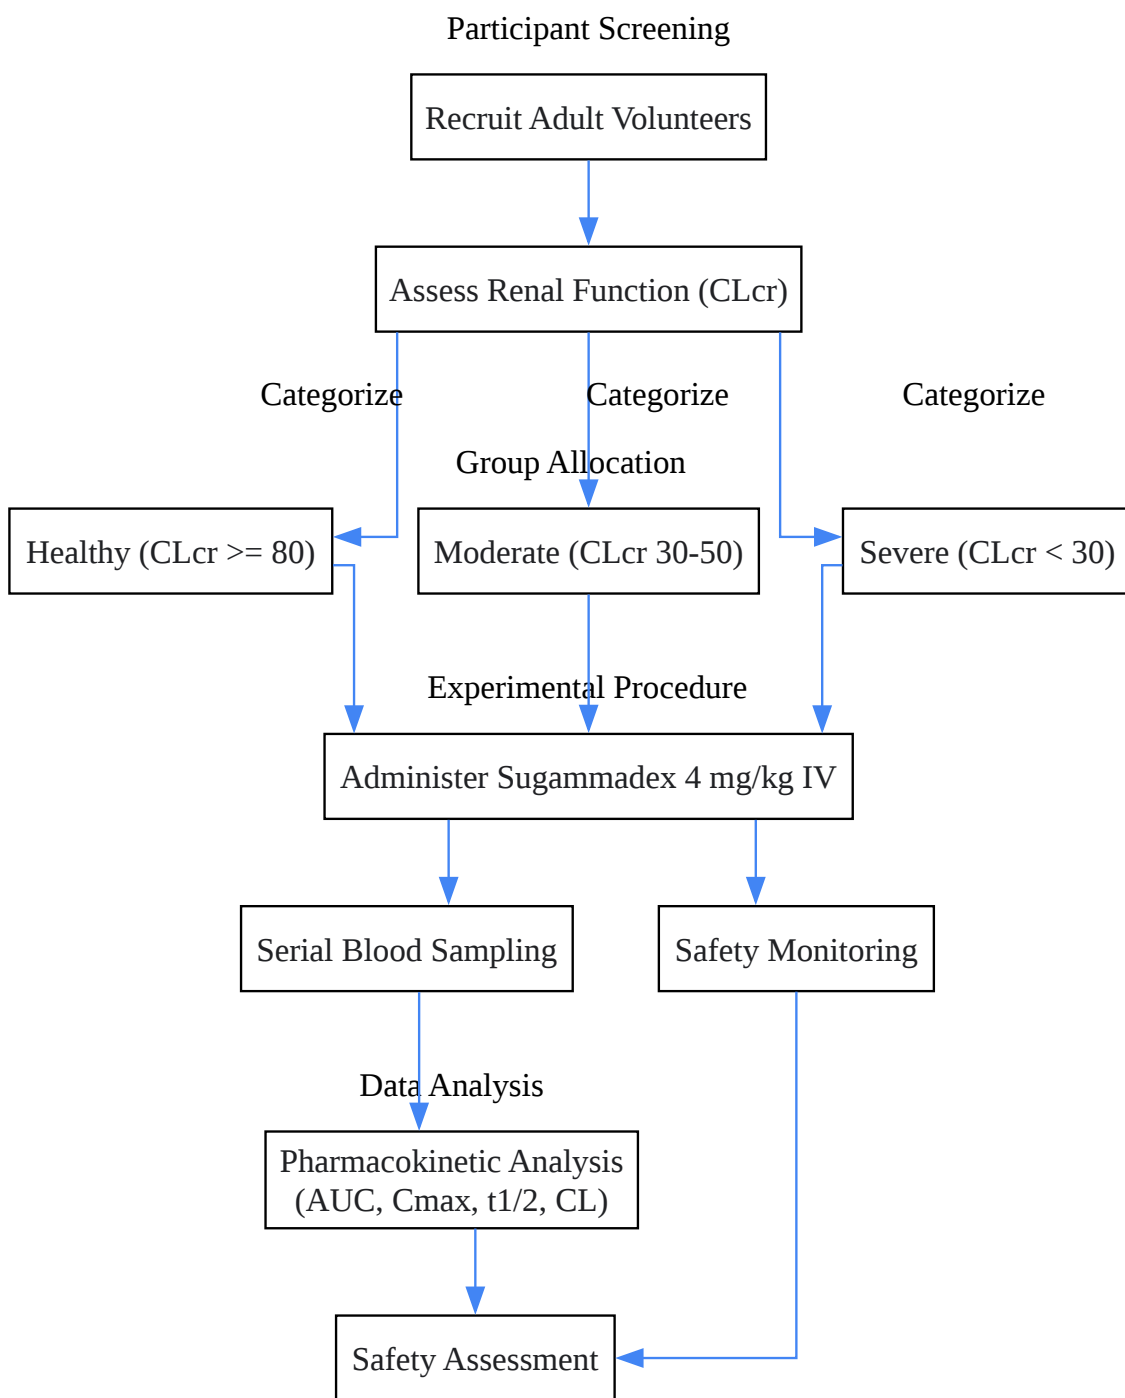 Participant Screening
Recruit Adult Volunteers
Assess Renal Function (CLcr)
Categorize
Categorize
Categorize
Group Allocation
Healthy (CLcr >= 80)
Moderate (CLcr 30-50)
Severe (CLcr < 30)
Experimental Procedure
Administer Sugammadex 4 mg/kg IV
Serial Blood Sampling
Safety Monitoring
Data Analysis
Pharmacokinetic Analysis
(AUC, Cmax, t1/2, CL)
Safety Assessment